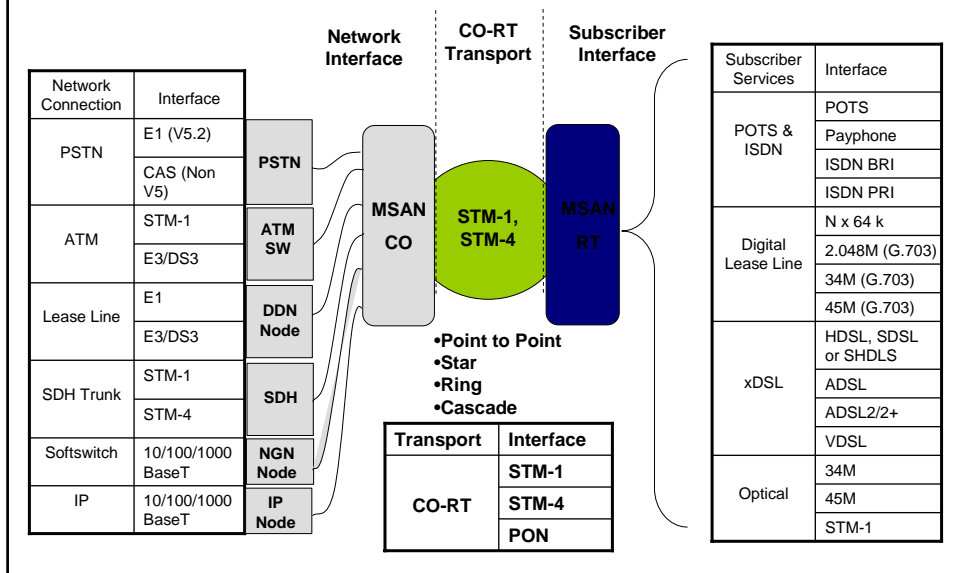 Network
Interface
CO-RT
Transport
Subscriber
Interface
Network
Connection
Interface
PSTN
E1 (V5.2)
CAS (Non
V5)
ATM
STM-1
E3/DS3
Lease Line
E1
E3/DS3
SDH Trunk
STM-1
STM-4
Softswitch
10/100/1000
BaseT
IP
10/100/1000
BaseT
PSTN
ATM
SW
DDN
Node
SDH
NGN
Node
IP
Node
MSAN
CO
STM-1,
STM-4
MSAN
RT
•Point to Point
•Star
•Ring
•Cascade
Transport
Interface
CO-RT
STM-1
STM-4
PON
Subscriber
Services
Interface
POTS &
ISDN
POTS
Payphone
ISDN BRI
ISDN PRI
Digital
Lease Line
N x 64 k
2.048M (G.703)
34M (G.703)
45M (G.703)
xDSL
HDSL, SDSL
or SHDLS
ADSL
ADSL2/2+
VDSL
Optical
34M
45M
STM-1